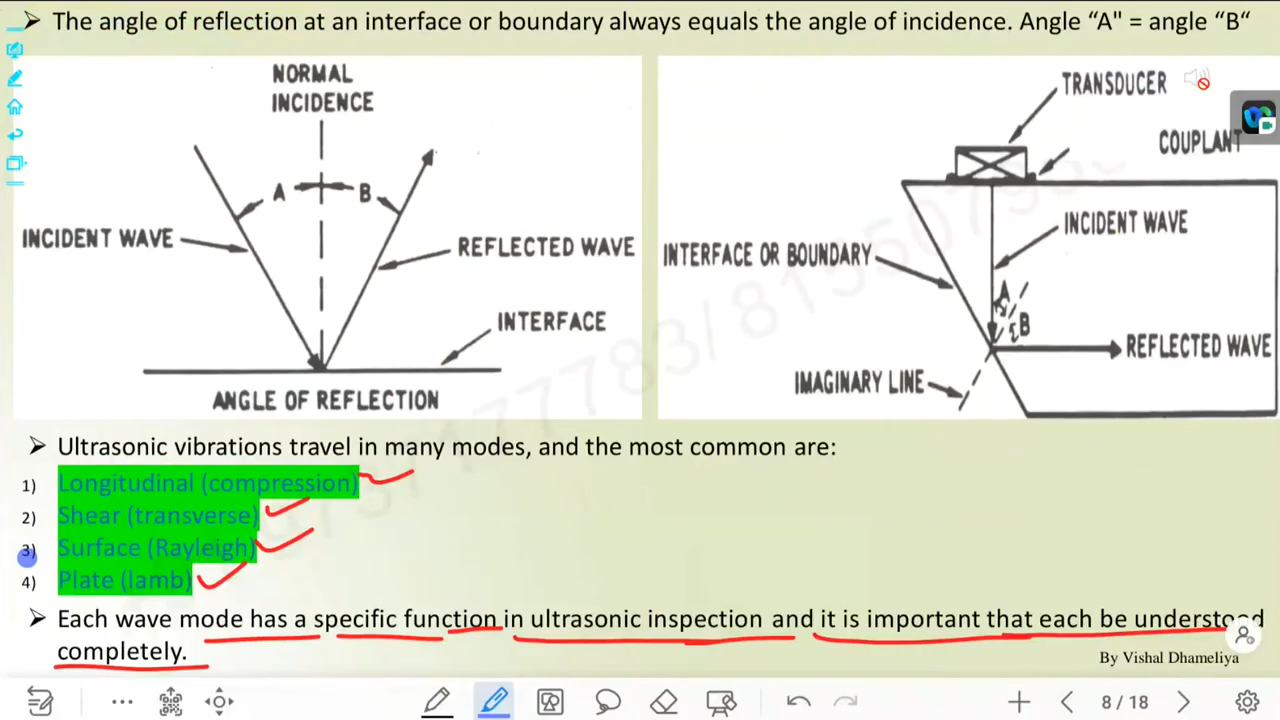 ➢ The angle of reflection at an interface or boundary always equals the angle of incidence. Angle “A" = angle “B“
NORMAL
INCIDENCE
A
B
INCIDENT WAVE
REFLECTED WAVE
INTERFACE
ANGLE OF REFLECTION
TRANSDUCER
COUPLANT
INCIDENT WAVE
INTERFACE OR BOUNDARY
A
B
REFLECTED WAVE
IMAGINARY LINE
➢ Ultrasonic vibrations travel in many modes, and the most common are:
1) Longitudinal (compression)
2) Shear (transverse)
3) Surface (Rayleigh)
4) Plate (lamb)
➢ Each wave mode has a specific function in ultrasonic inspection and it is important that each be understood
completely.
By Vishal Dhameliya
8 / 18